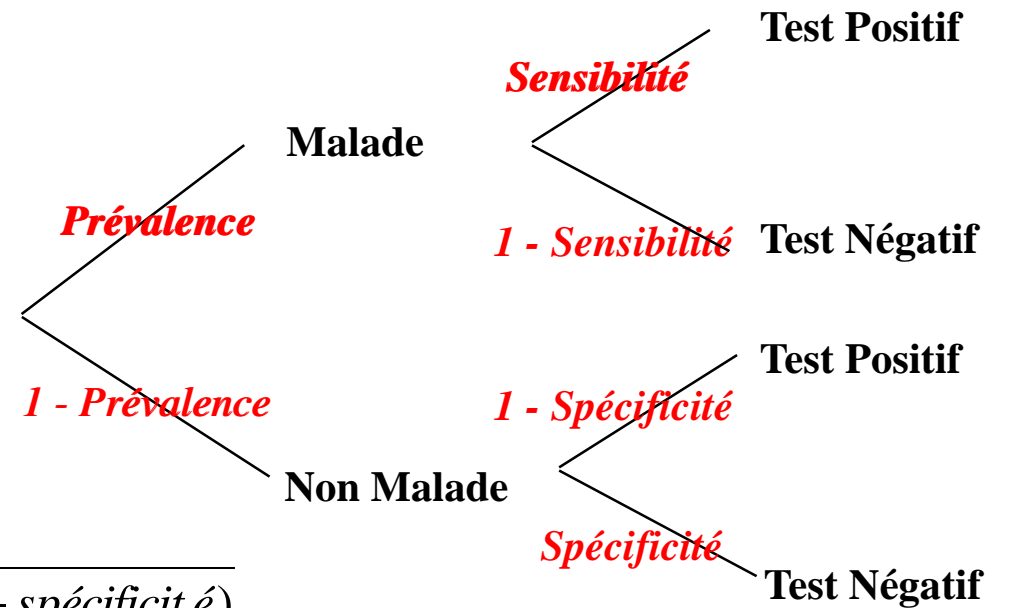 Test Positif
Sensibilité
Malade
Prévalence
1 - Sensibilité
Test Négatif
Test Positif
1 - Prévalence
1 - Spécificité
Non Malade
Spécificité
Test Négatif
spécificité)